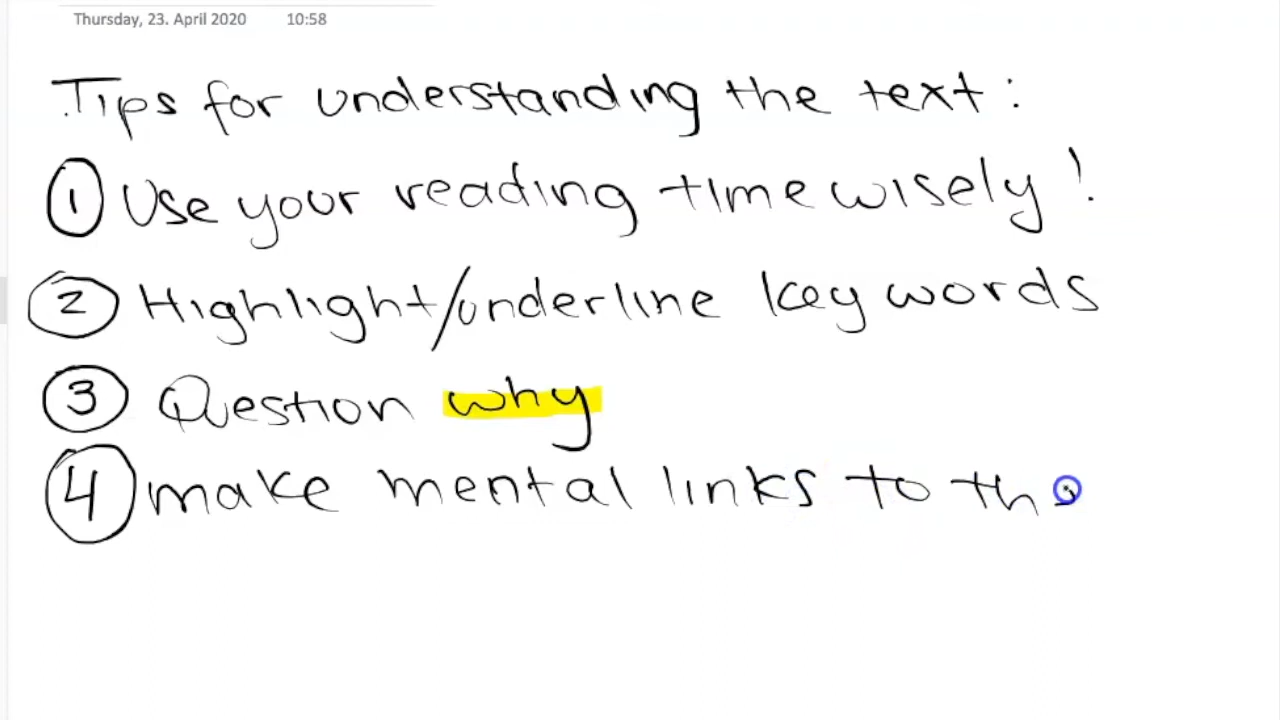 Thursday, 23. April 2020 10:58
Tips for understanding the text:
1 Use your reading time wisely!
2 Highlight/underline key words
3 Question why
4 make mental links to the